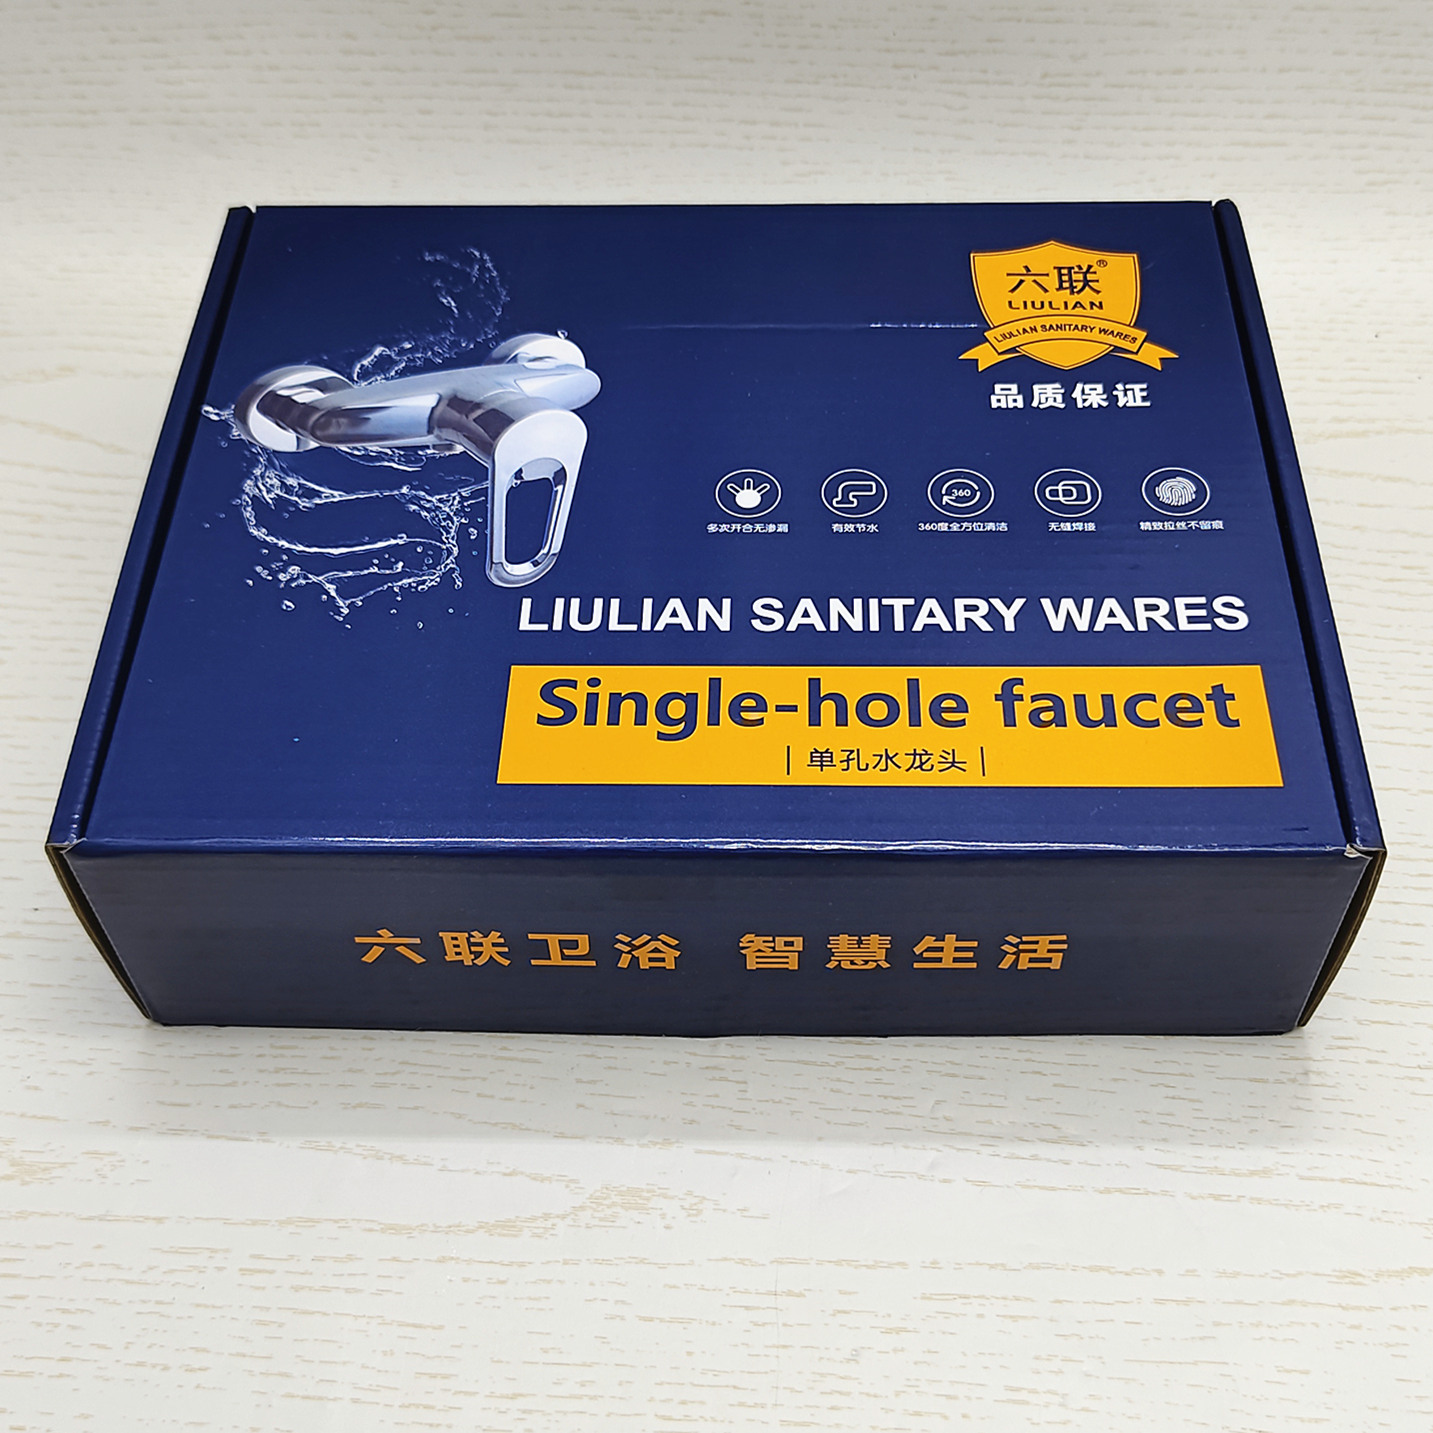 六联®
LIULIAN
LIULIAN SANITARY WARES
品质保证
360
多次开合无渗漏 有效节水 360度全方位清洁 无缝焊接 精致拉丝不留痕
LIULIAN SANITARY WARES
Single-hole faucet
|单孔水龙头|
六联卫浴 智慧生活